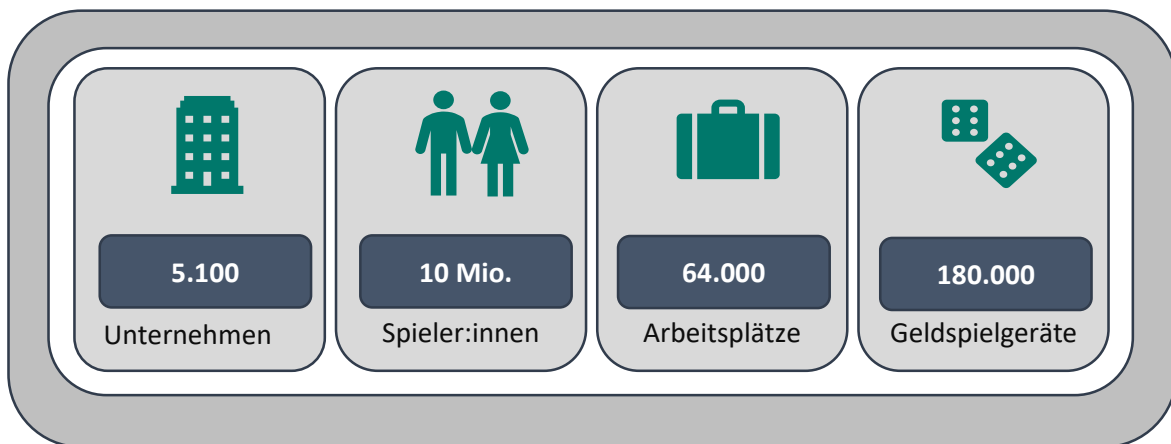 5.100
Unternehmen
10 Mio.
Spieler:innen
64.000
Arbeitsplätze
180.000
Geldspielgeräte